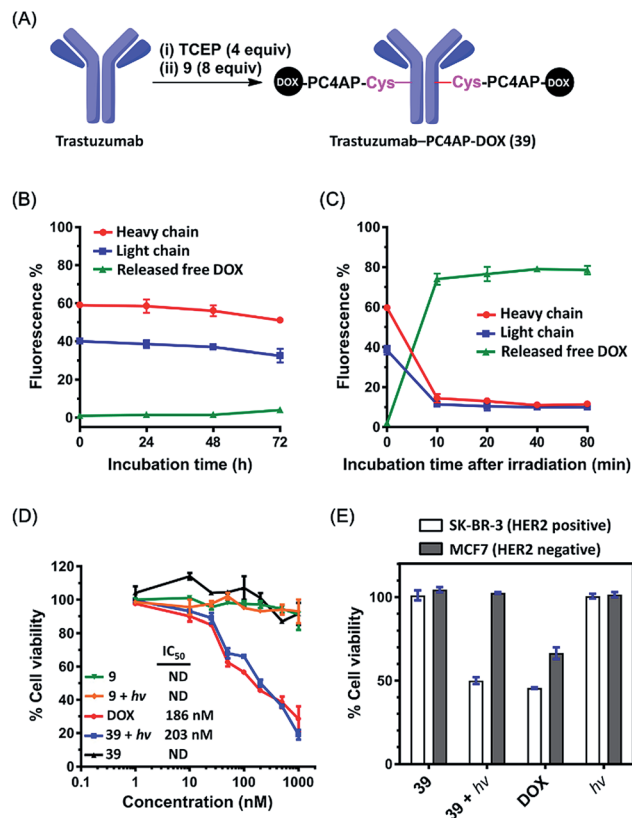 (A)
(i) TCEP (4 equiv)
(ii) 9 (8 equiv)
DOX-PC4AP-Cys
Cys-PC4AP-DOX
Trastuzumab
Trastuzumab–PC4AP-DOX (39)
(B)
Heavy chain
Light chain
Released free DOX
Fluorescence %
100
80
60
40
20
0
0 24 48 72
Incubation time (h)
(C)
Heavy chain
Light chain
Released free DOX
Fluorescence %
100
80
60
40
20
0
0 10 20 40 80
Incubation time after irradiation (min)
(D)
% Cell viability
120
100
80
60
40
20
0
IC50
9 ND
9 + hv ND
DOX 186 nM
39 + hv 203 nM
39 ND
0.1 1 10 100 1000
Concentration (nM)
(E)
SK-BR-3 (HER2 positive)
MCF7 (HER2 negative)
% Cell viability
100
50
0
39 39 + hv DOX hv